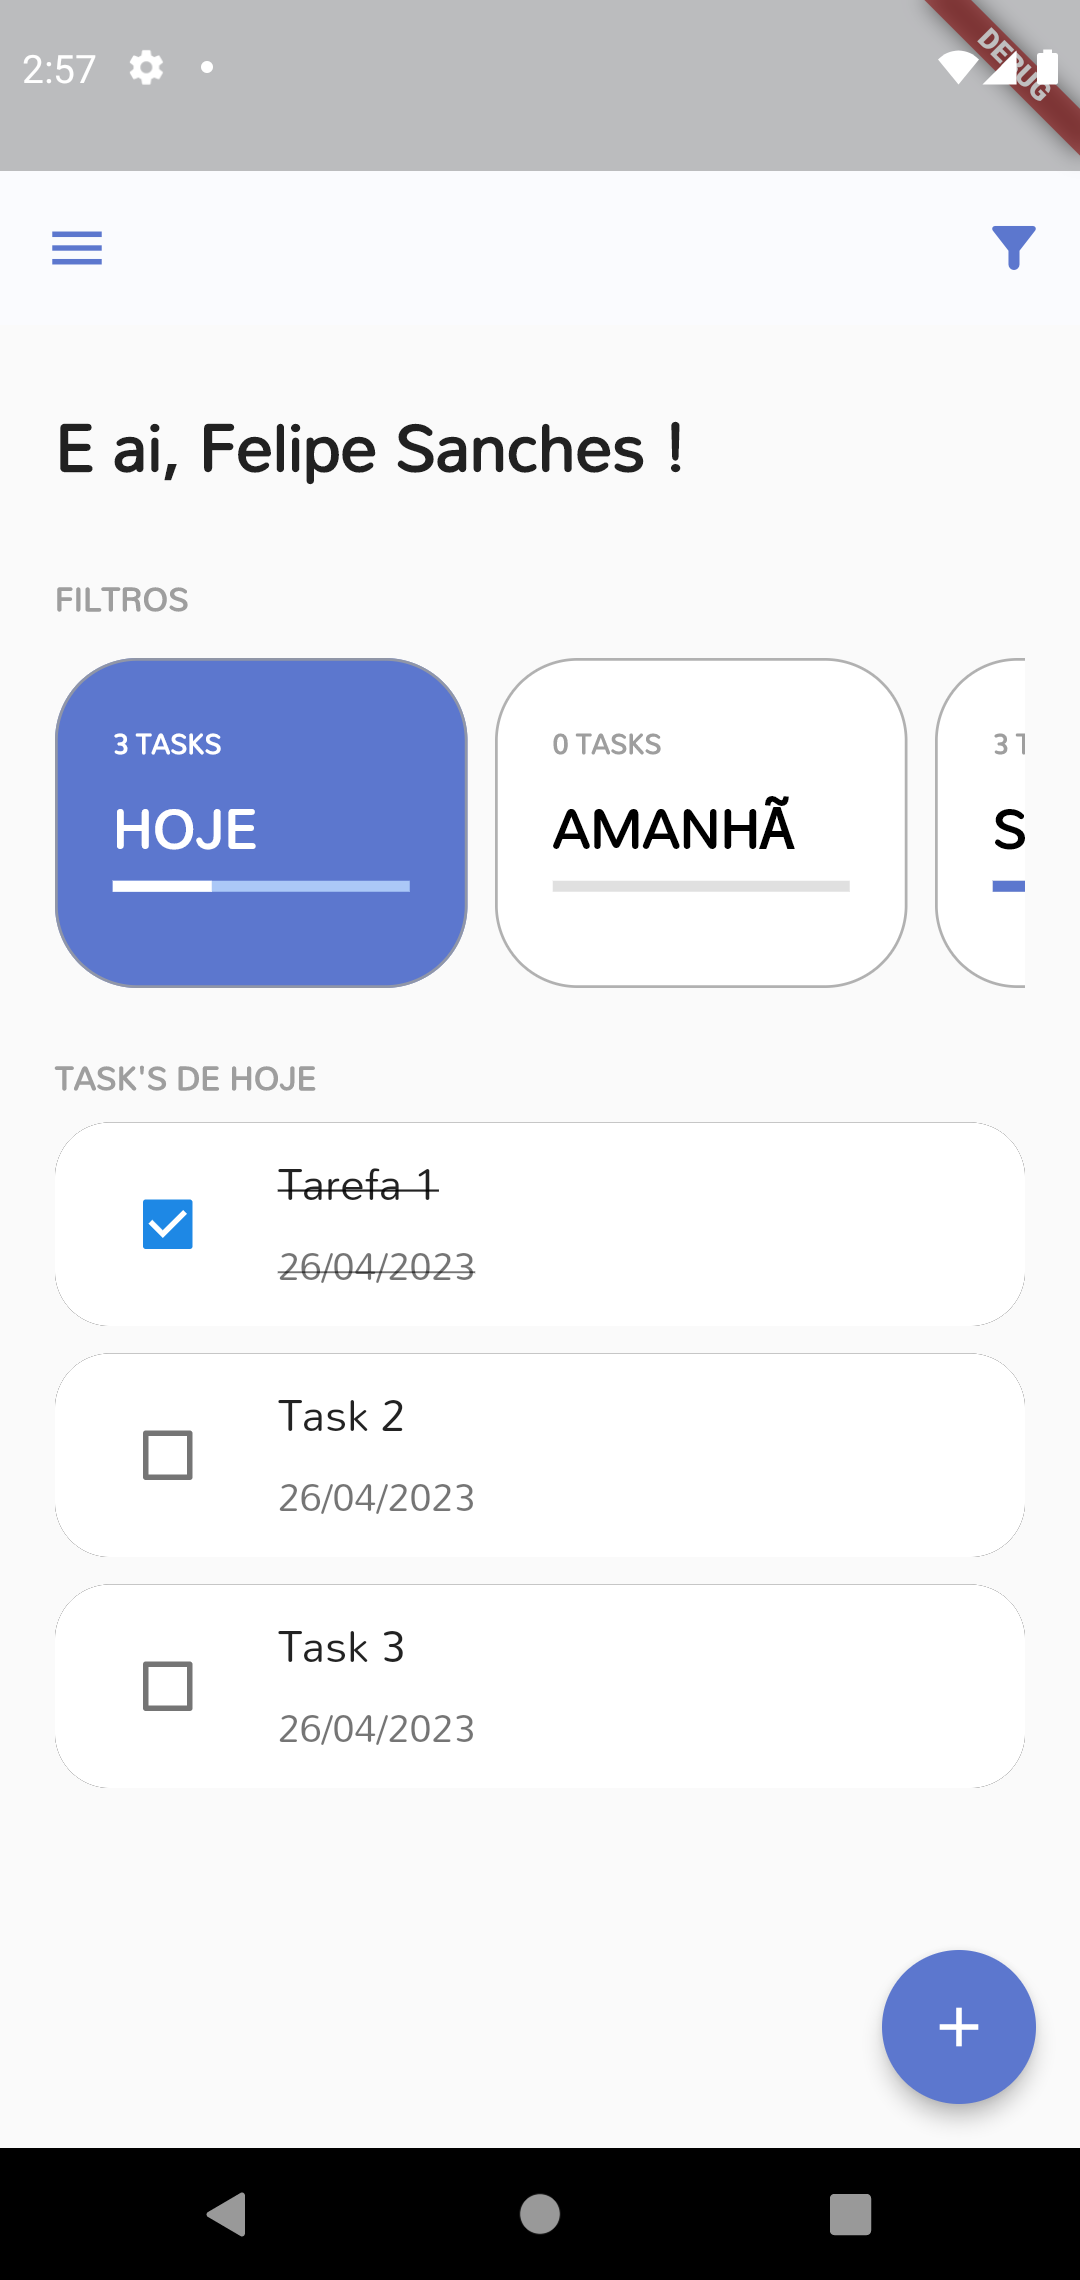 2:57
DEBUG
E ai, Felipe Sanches !
FILTROS
3 TASKS
HOJE
0 TASKS
AMANHÃ
3 T
S
TASK'S DE HOJE
Tarefa 1
26/04/2023
Task 2
26/04/2023
Task 3
26/04/2023